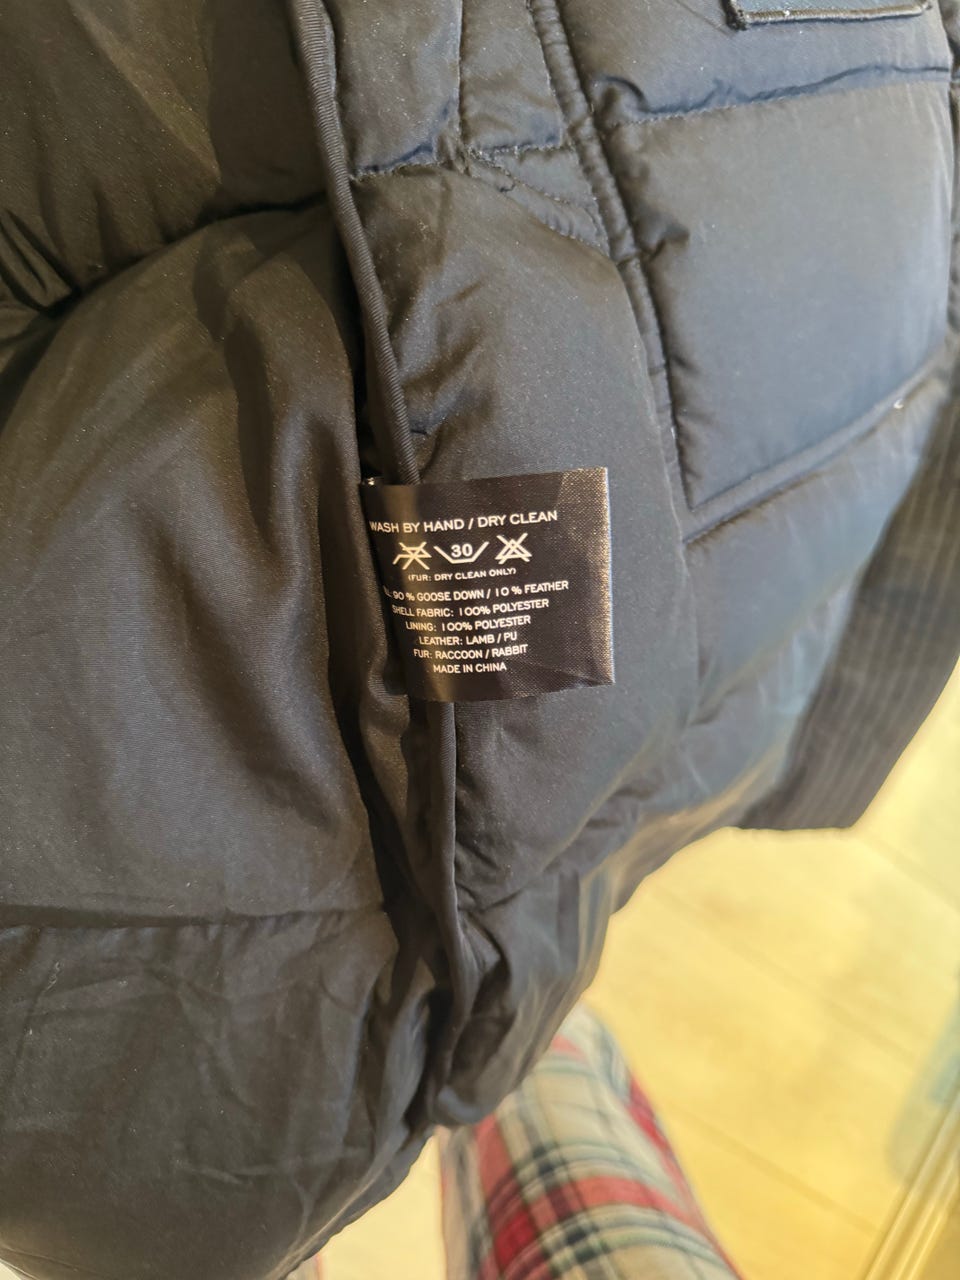 WASH BY HAND / DRY CLEAN
30
(FUR: DRY CLEAN ONLY)
90 % GOOSE DOWN / 10 % FEATHER
SHELL FABRIC: 100% POLYESTER
LINING: 100% POLYESTER
LEATHER: LAMB / PU
FUR: RACCOON / RABBIT
MADE IN CHINA